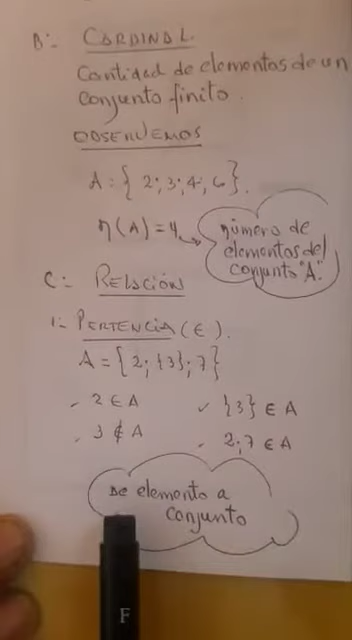 B:- CARDINAL
Cantidad de elementos de un
conjunto finito.
OBSERVEMOS
A = { 2; 3; 4; 6 }.
η(A) = 4 → número de
elementos del
conjunto "A".
C:- RELACIÓN
1:- PERTENCIA (∈).
A = {2; {3}; 7}
✓ 2 ∈ A ✓ {3} ∈ A
✓ 3 ∉ A ✓ 2; 7 ∈ A
De elemento a
conjunto
F